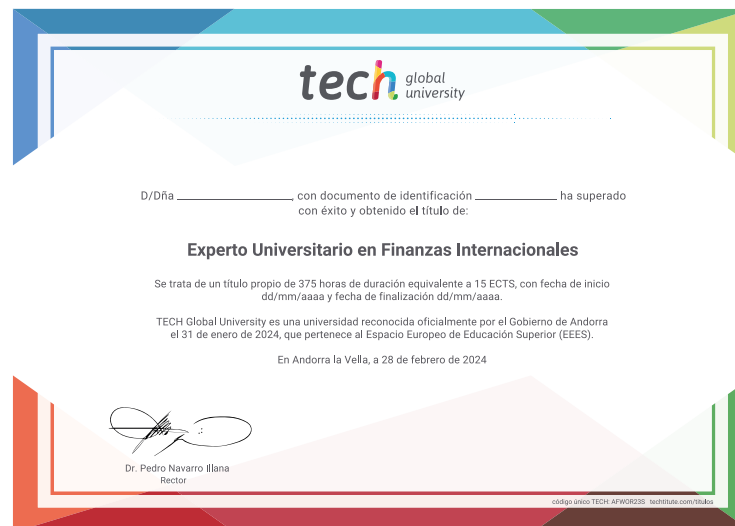 tech global
university
D/Dña ____________, con documento de identificación ____________ ha superado
con éxito y obtenido el título de:
Experto Universitario en Finanzas Internacionales
Se trata de un título propio de 375 horas de duración equivalente a 15 ECTS, con fecha de inicio
dd/mm/aaaa y fecha de finalización dd/mm/aaaa.
TECH Global University es una universidad reconocida oficialmente por el Gobierno de Andorra
el 31 de enero de 2024, que pertenece al Espacio Europeo de Educación Superior (EEES).
En Andorra la Vella, a 28 de febrero de 2024
Dr. Pedro Navarro Illana
Rector
código único TECH: AFWOR23S techtitute.com/titulos